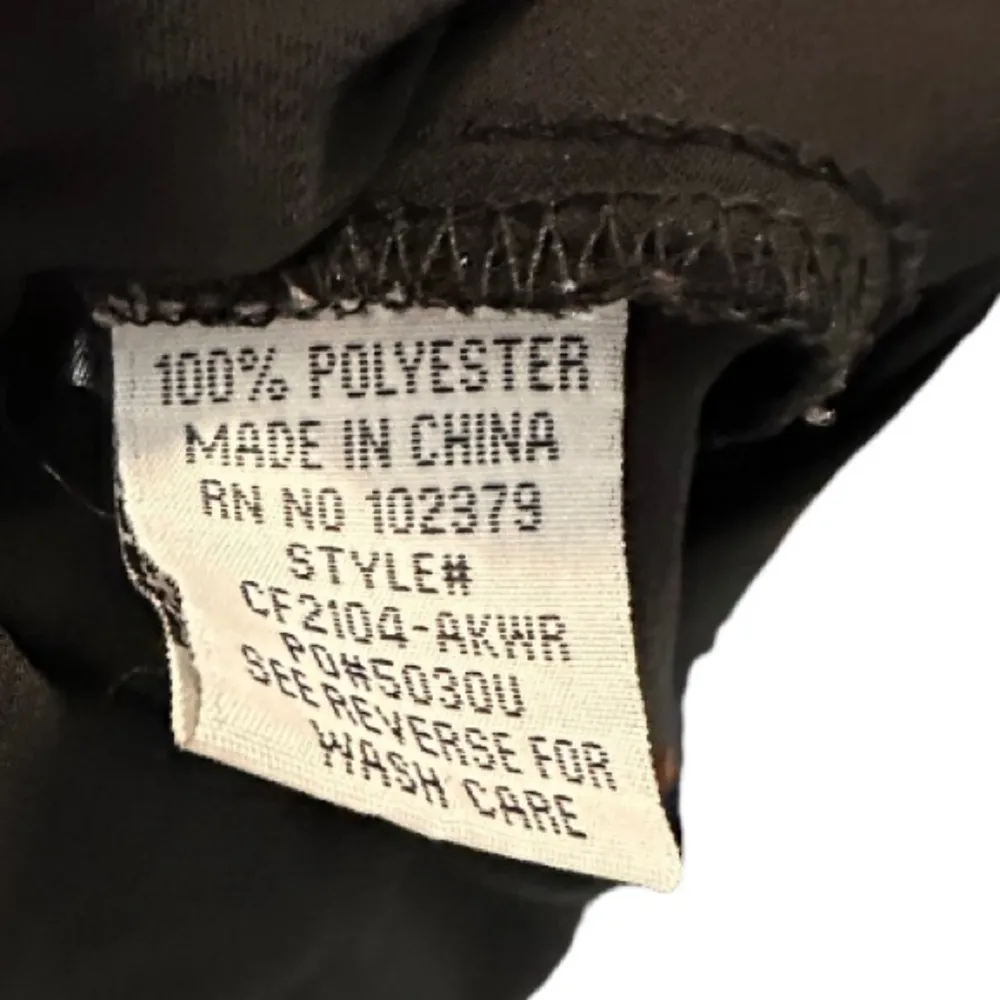 100% POLYESTER
MADE IN CHINA
RN NO 102379
STYLE#
CF2104-AKWR
PO#5030U
SEE REVERSE FOR
WASH CARE